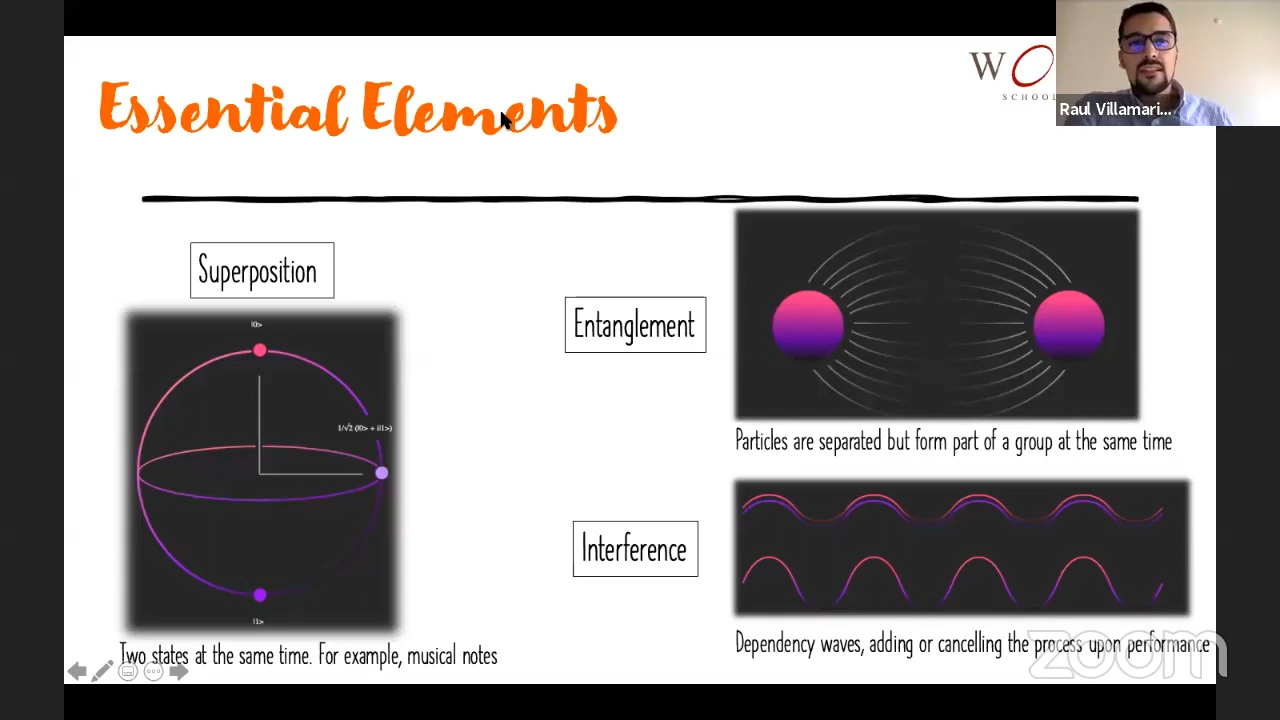 Essential Elements
W
SCHOOL
Raul Villamari...
Superposition
|0>
1/√2 (|0> + i|1>)
|1>
Two states at the same time. For example, musical notes
Entanglement
Particles are separated but form part of a group at the same time
Interference
Dependency waves, adding or cancelling the process upon performance
zoom